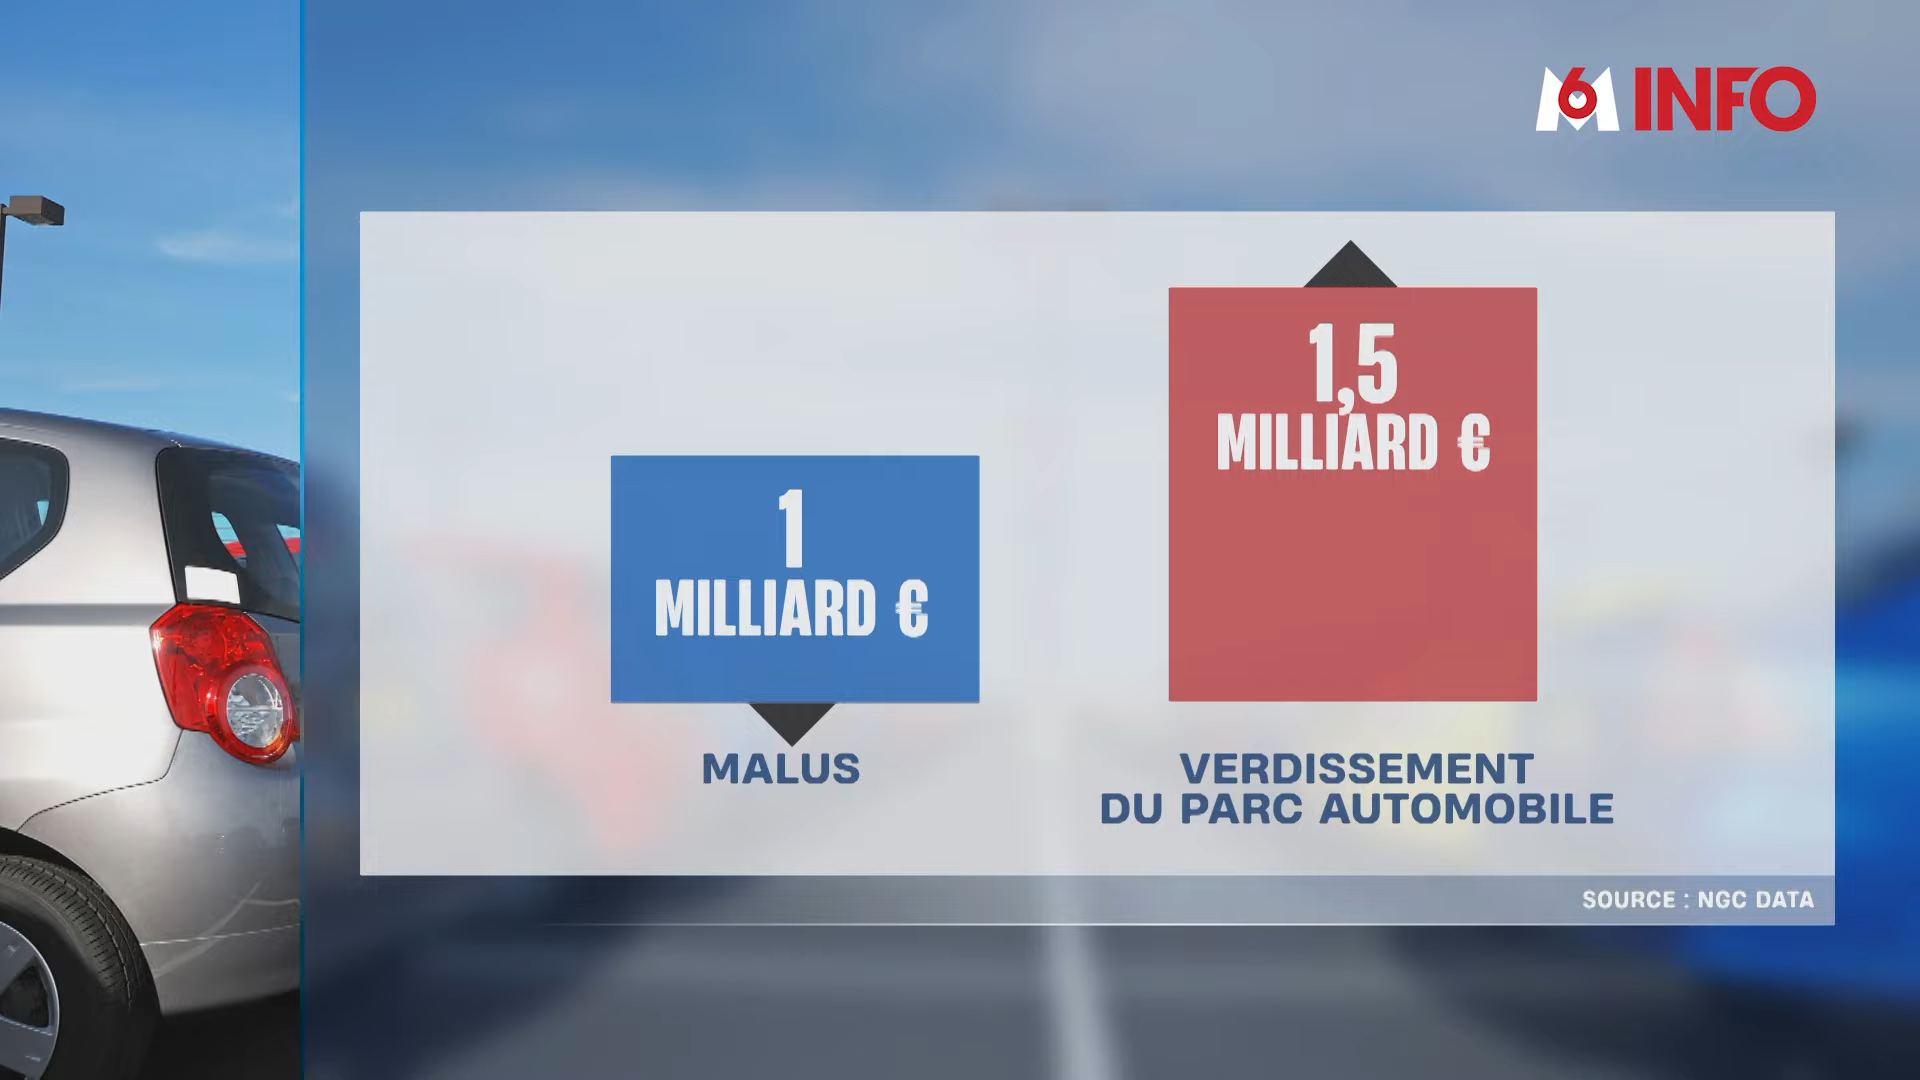 M6 INFO
1,5
MILLIARD €
1
MILLIARD €
MALUS
VERDISSEMENT
DU PARC AUTOMOBILE
SOURCE : NGC DATA